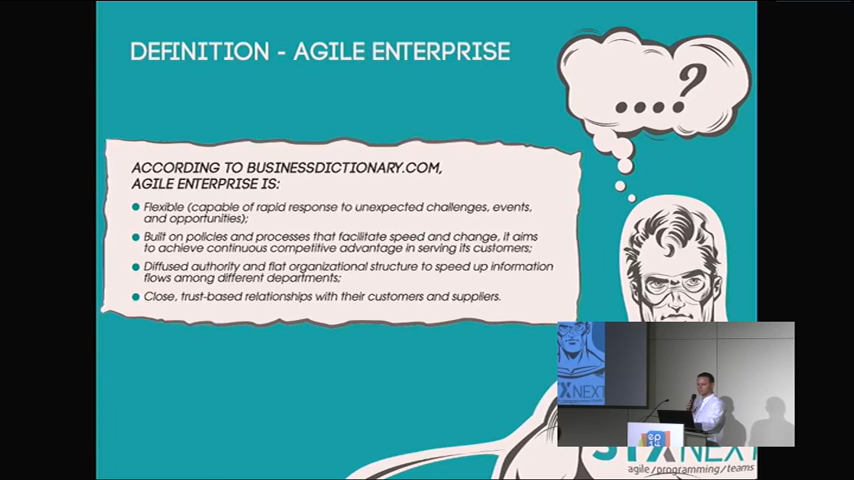 DEFINITION - AGILE ENTERPRISE
....?
ACCORDING TO BUSINESSDICTIONARY.COM,
AGILE ENTERPRISE IS:
Flexible (capable of rapid response to unexpected challenges, events,
and opportunities);
Built on policies and processes that facilitate speed and change, it aims
to achieve continuous competitive advantage in serving its customers;
Diffused authority and flat organizational structure to speed up information
flows among different departments;
Close, trust-based relationships with their customers and suppliers.
X NEXT
STX NEXT
agile/programming/teams